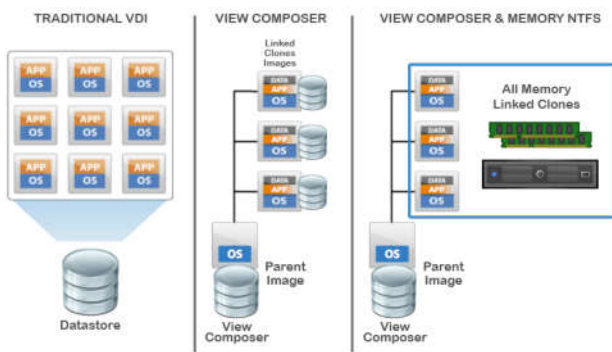 TRADITIONAL VDI
APP
OS
APP
OS
APP
OS
APP
OS
APP
OS
APP
OS
APP
OS
APP
OS
APP
OS
Datastore
VIEW COMPOSER
Linked
Clones
Images
DATA
APP
OS
DATA
APP
OS
DATA
APP
OS
OS
Parent
Image
View
Composer
VIEW COMPOSER & MEMORY NTFS
DATA
APP
OS
DATA
APP
OS
DATA
APP
OS
All Memory
Linked Clones
OS
Parent
Image
View
Composer